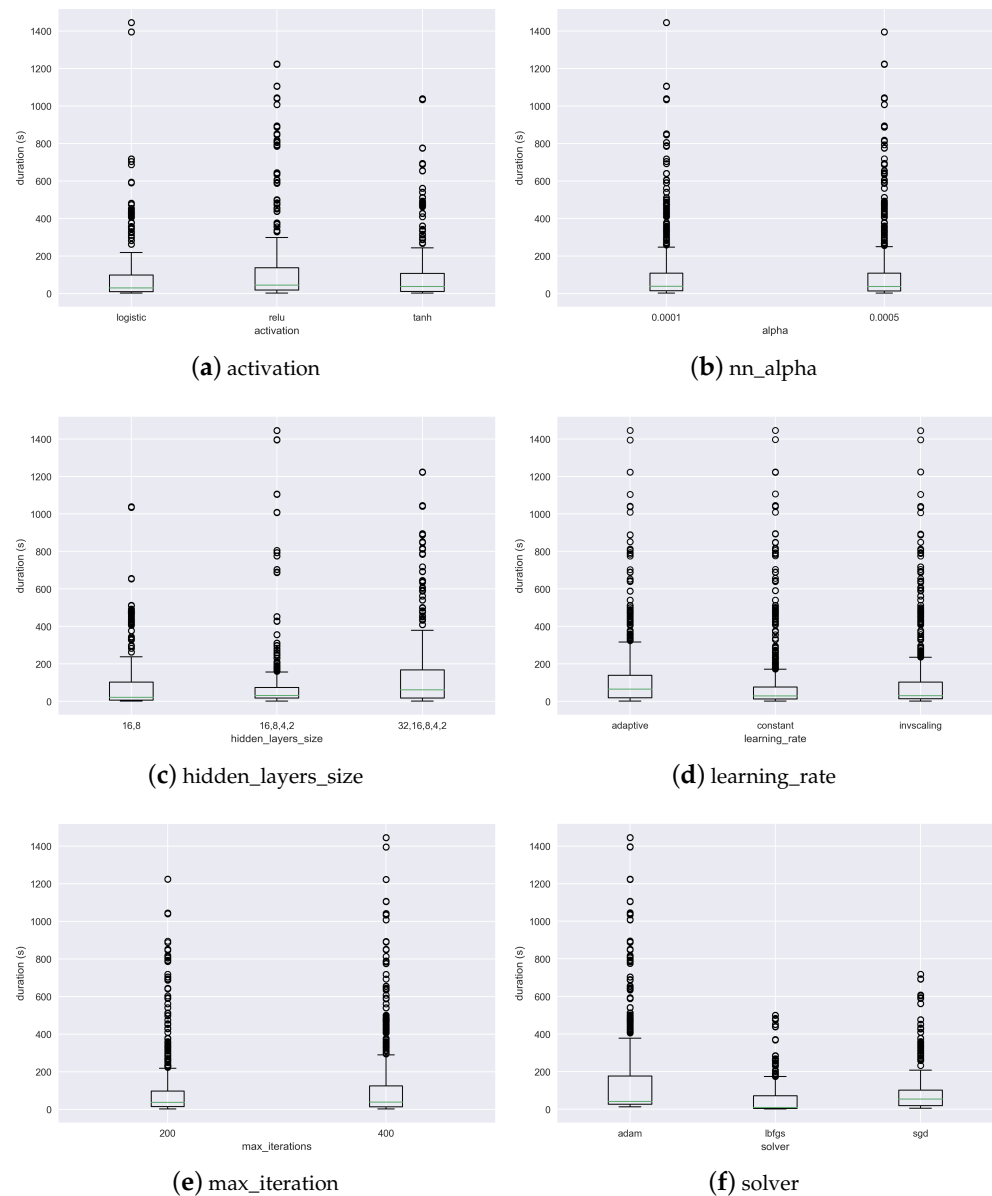 1400
1200
1000
800
600
400
200
0
duration (s)
logistic relu tanh
activation
(a) activation
1400
1200
1000
800
600
400
200
0
duration (s)
0.0001 0.0005
alpha
(b) nn_alpha
1400
1200
1000
800
600
400
200
0
duration (s)
16,8 16,8,4,2 32,16,8,4,2
hidden_layers_size
(c) hidden_layers_size
1400
1200
1000
800
600
400
200
0
duration (s)
adaptive constant invscaling
learning_rate
(d) learning_rate
1400
1200
1000
800
600
400
200
0
duration (s)
200 400
max_iterations
(e) max_iteration
1400
1200
1000
800
600
400
200
0
duration (s)
adam lbfgs sgd
solver
(f) solver